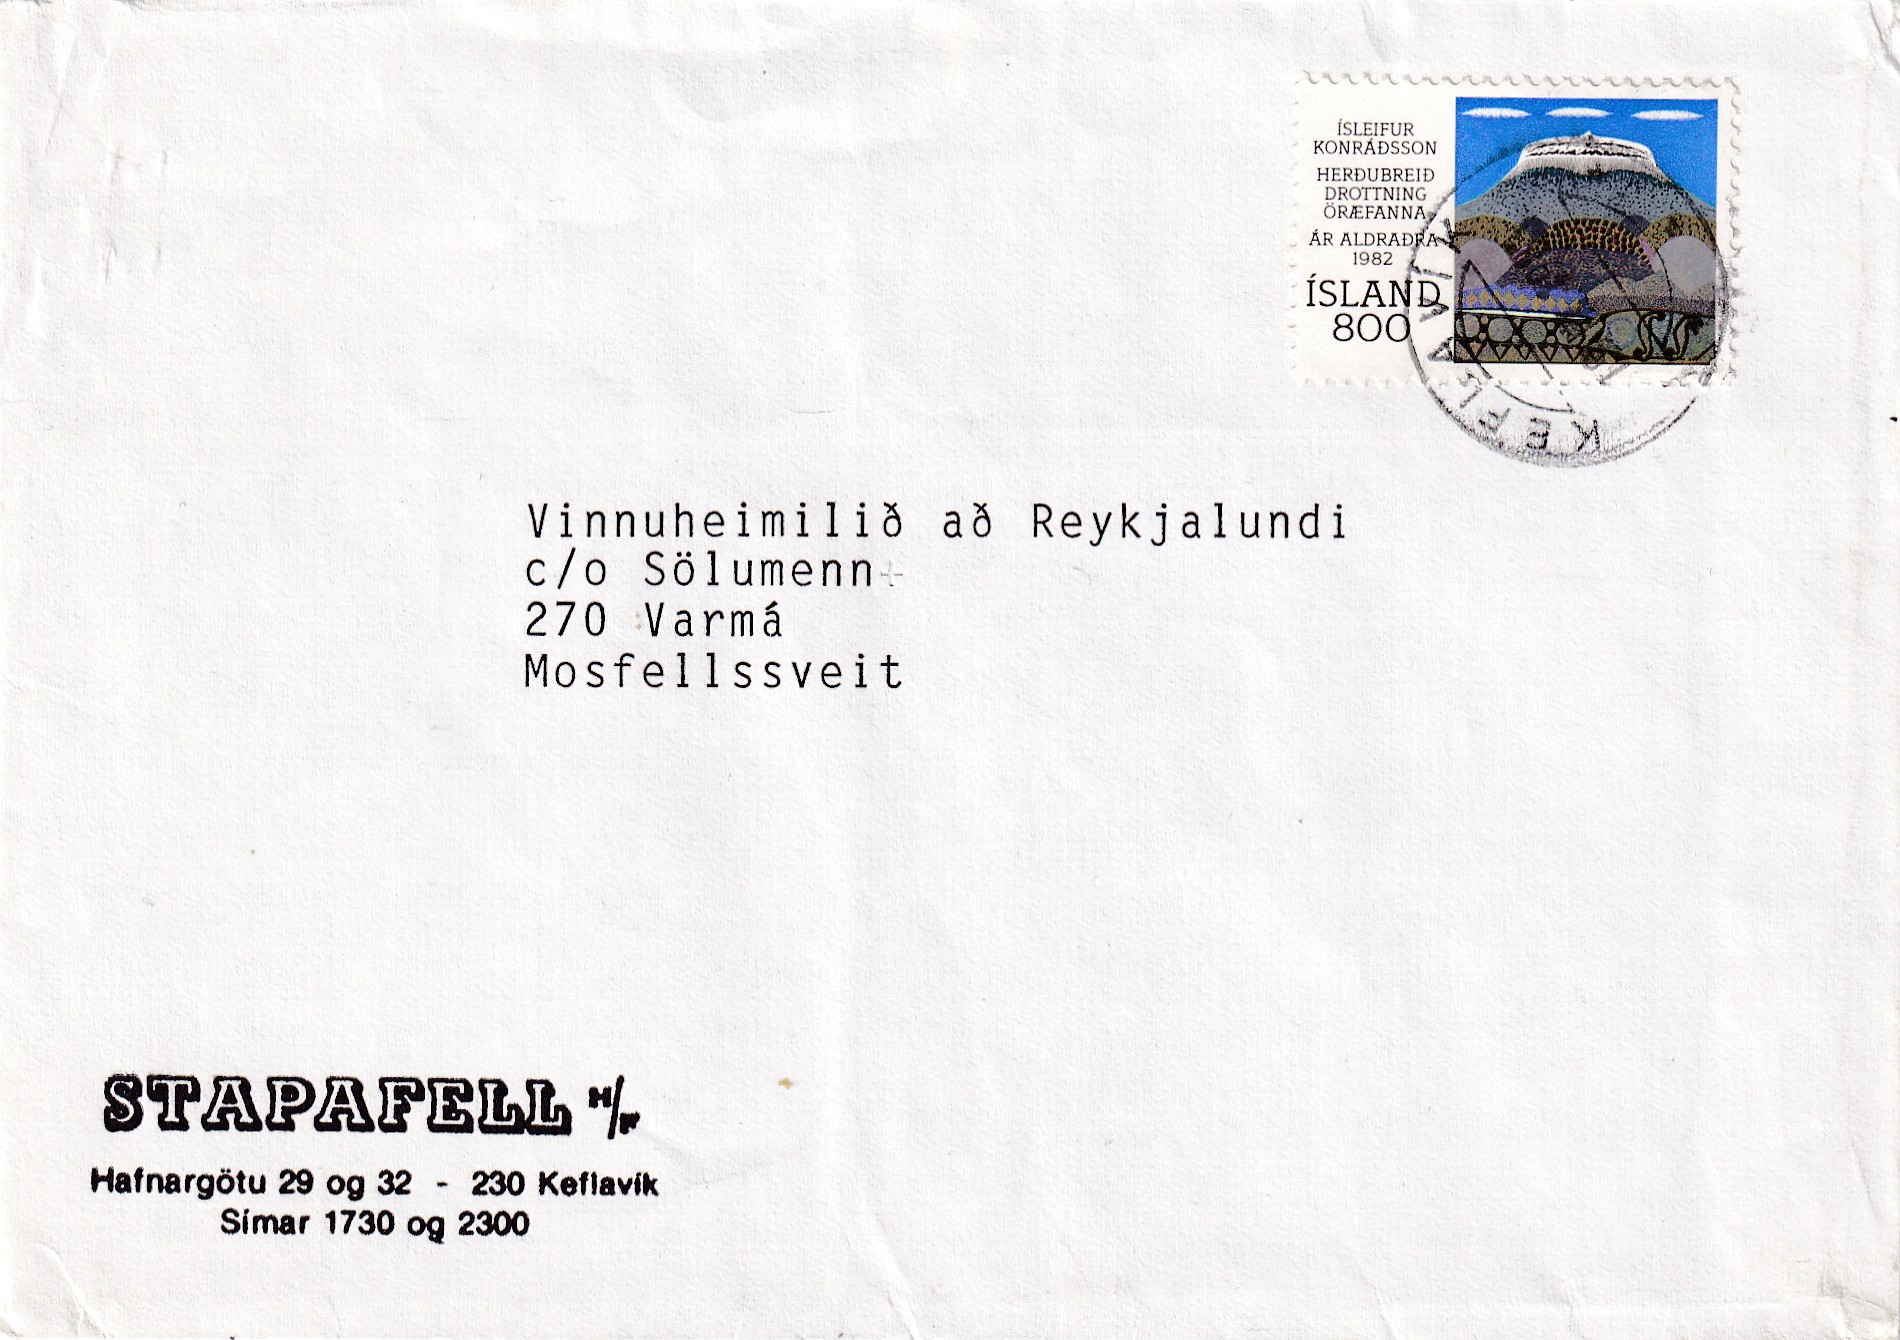 ÍSLEIFUR
KONRÁÐSSON
HERÐUBREIÐ
DROTTNING
ÖRÆFANNA
ÁR ALDRAÐRA
1982
ÍSLAND
800
KEFLAVÍK
Vinnuheimilið að Reykjalundi
c/o Sölumenn
270 Varmá
Mosfellssveit
STAPAFELL H/F
Hafnargötu 29 og 32 - 230 Keflavík
Símar 1730 og 2300